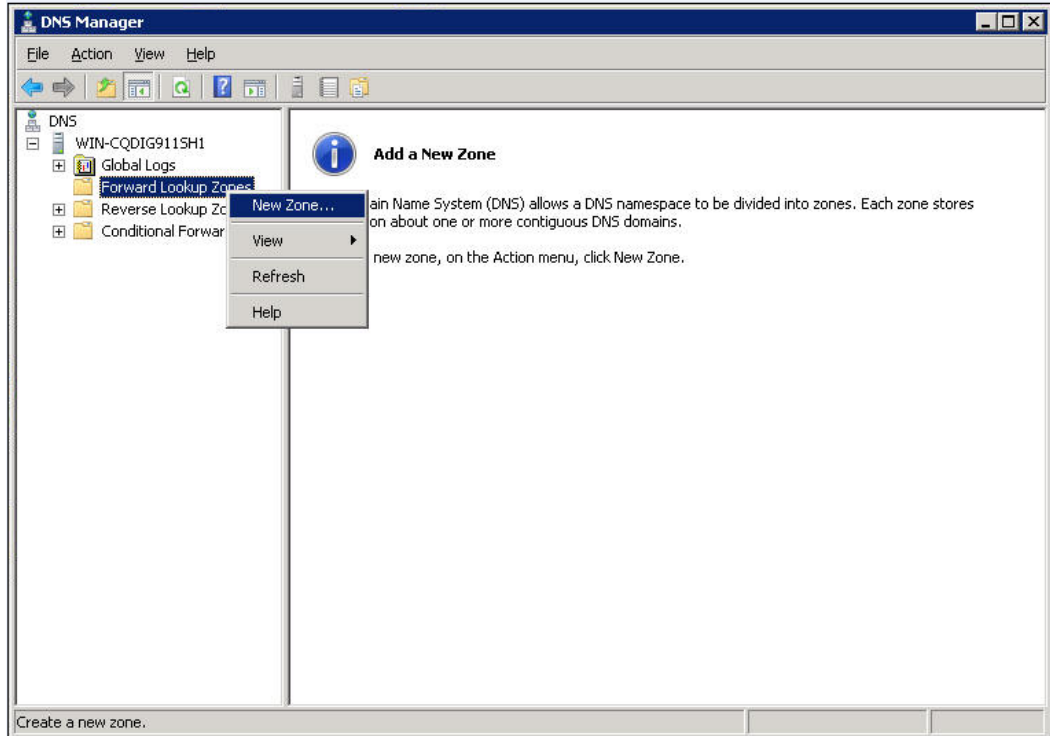 DNS Manager
File Action View Help
DNS
WIN-CQDIG9115H1
Global Logs
Forward Lookup Zones
Reverse Lookup Zo
Conditional Forwar
New Zone...
View
Refresh
Help
Add a New Zone
ain Name System (DNS) allows a DNS namespace to be divided into zones. Each zone stores
on about one or more contiguous DNS domains.
new zone, on the Action menu, click New Zone.
Create a new zone.